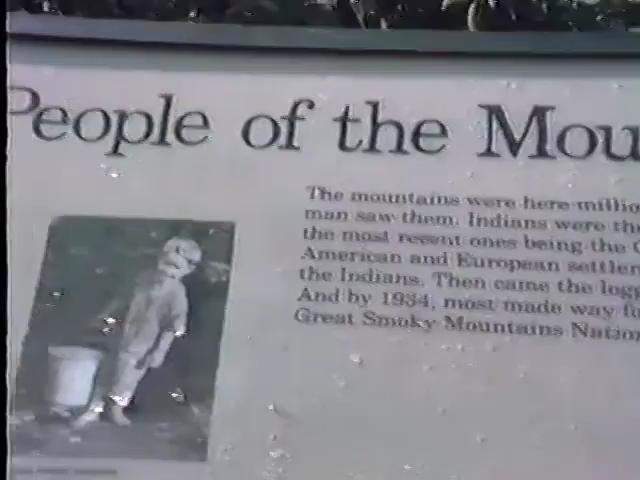 People of the Mou
The mountains were here millio
man saw them. Indians were the
the most recent ones being the C
American and European settler
the Indians. Then came the logg
And by 1934, most made way fo
Great Smoky Mountains Nation